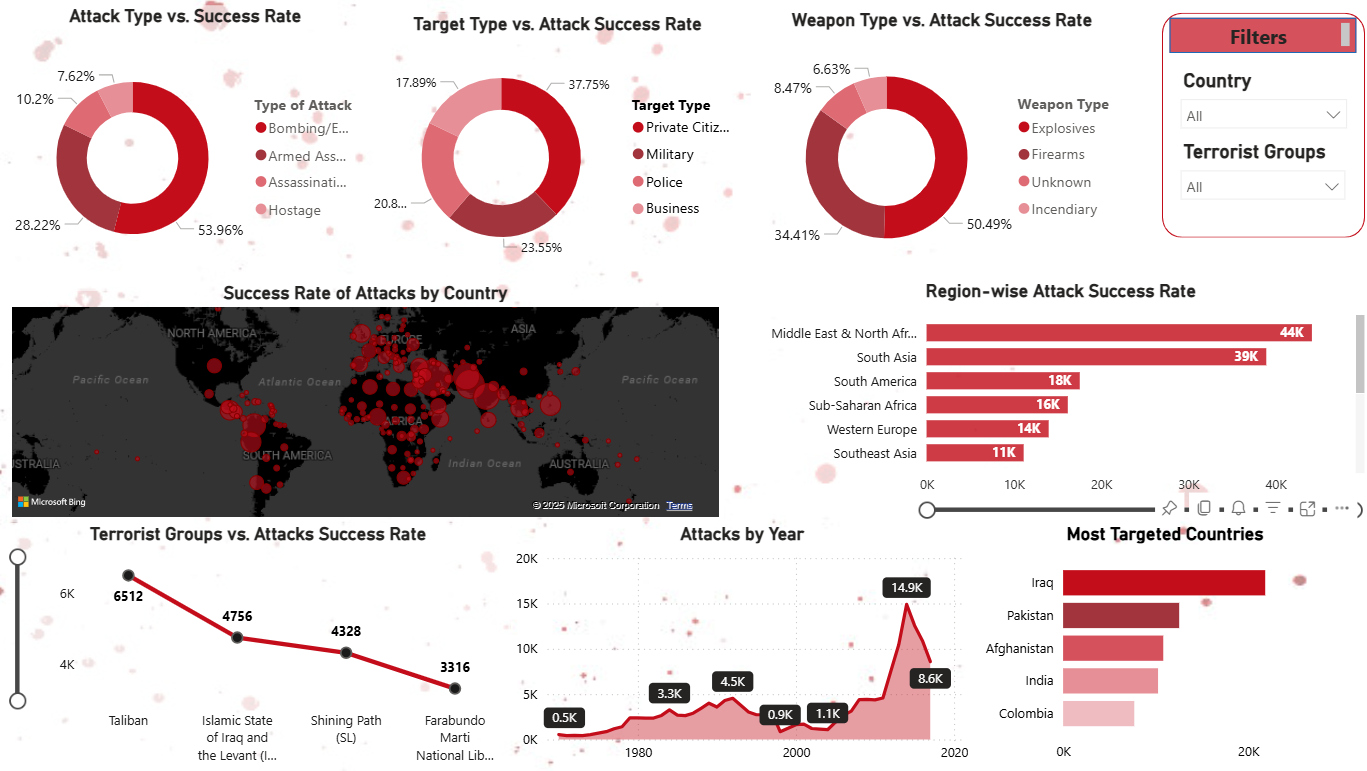 Attack Type vs. Success Rate
7.62%
10.2%
28.22%
53.96%
Type of Attack
Bombing/E...
Armed Ass...
Assassinati...
Hostage
Target Type vs. Attack Success Rate
17.89%
37.75%
20.8...
23.55%
Target Type
Private Citiz...
Military
Police
Business
Weapon Type vs. Attack Success Rate
6.63%
8.47%
34.41%
50.49%
Weapon Type
Explosives
Firearms
Unknown
Incendiary
Filters
Country
All
Terrorist Groups
All
Success Rate of Attacks by Country
NORTH AMERICA
EUROPE
ASIA
Pacific Ocean
Atlantic Ocean
Pacific Ocean
AFRICA
SOUTH AMERICA
Indian Ocean
AUSTRALIA
USTRALIA
Microsoft Bing
© 2025 Microsoft Corporation Terms
Region-wise Attack Success Rate
Middle East & North Afr... 44K
South Asia 39K
South America 18K
Sub-Saharan Africa 16K
Western Europe 14K
Southeast Asia 11K
0K 10K 20K 30K 40K
Terrorist Groups vs. Attacks Success Rate
6K
4K
6512
4756
4328
3316
Taliban
Islamic State
of Iraq and
the Levant (I...
Shining Path
(SL)
Farabundo
Marti
National Lib...
Attacks by Year
20K
15K
10K
5K
0K
0.5K
3.3K
4.5K
0.9K
1.1K
14.9K
8.6K
1980 2000 2020
Most Targeted Countries
Iraq
Pakistan
Afghanistan
India
Colombia
0K 20K